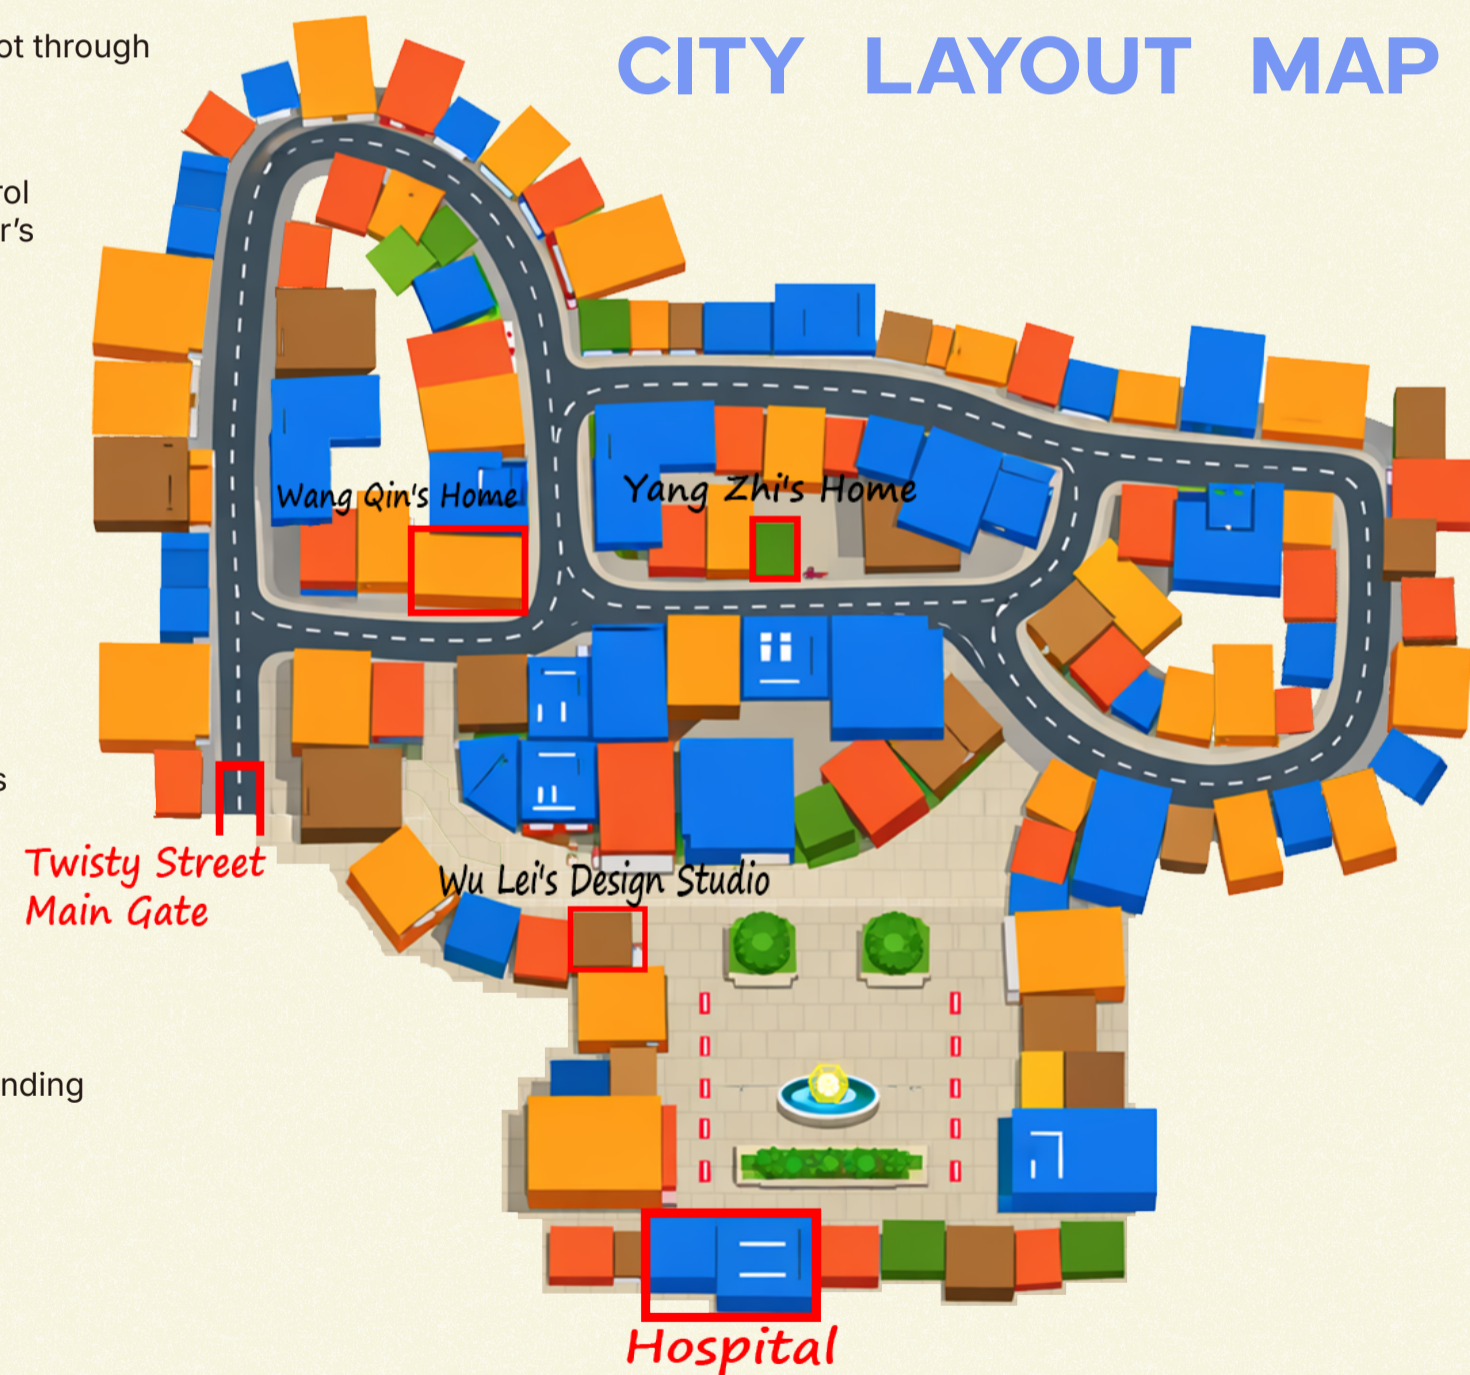 ot through
CITY LAYOUT MAP
rol
r's
Wang Qin's Home
Yang Zhi's Home
s
Twisty Street
Main Gate
Wu Lei's Design Studio
nding
Hospital